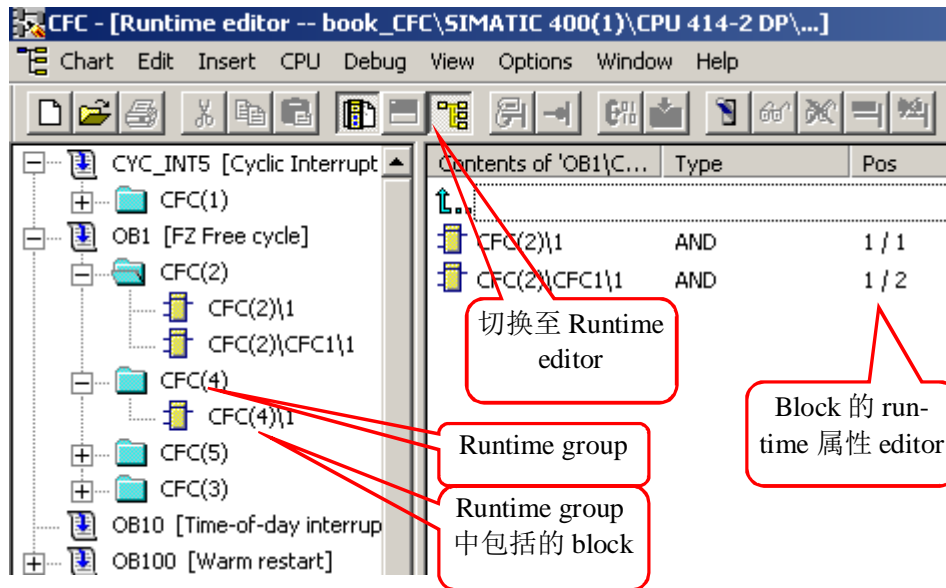 CFC - [Runtime editor -- book_CFC\SIMATIC 400(1)\CPU 414-2 DP\...]
Chart Edit Insert CPU Debug View Options Window Help
CYC_INT5 [Cyclic Interrupt
CFC(1)
OB1 [FZ Free cycle]
CFC(2)
CFC(2)\1
CFC(2)\CFC1\1
CFC(4)
CFC(4)\1
CFC(5)
CFC(3)
OB10 [Time-of-day interrup
OB100 [Warm restart]
Contents of 'OB1\C... Type Pos
CFC(2)\1 AND 1 / 1
CFC(2)\CFC1\1 AND 1 / 2
切换至 Runtime
editor
Block 的 run-
time 属性 editor
Runtime group
Runtime group
中包括的 block